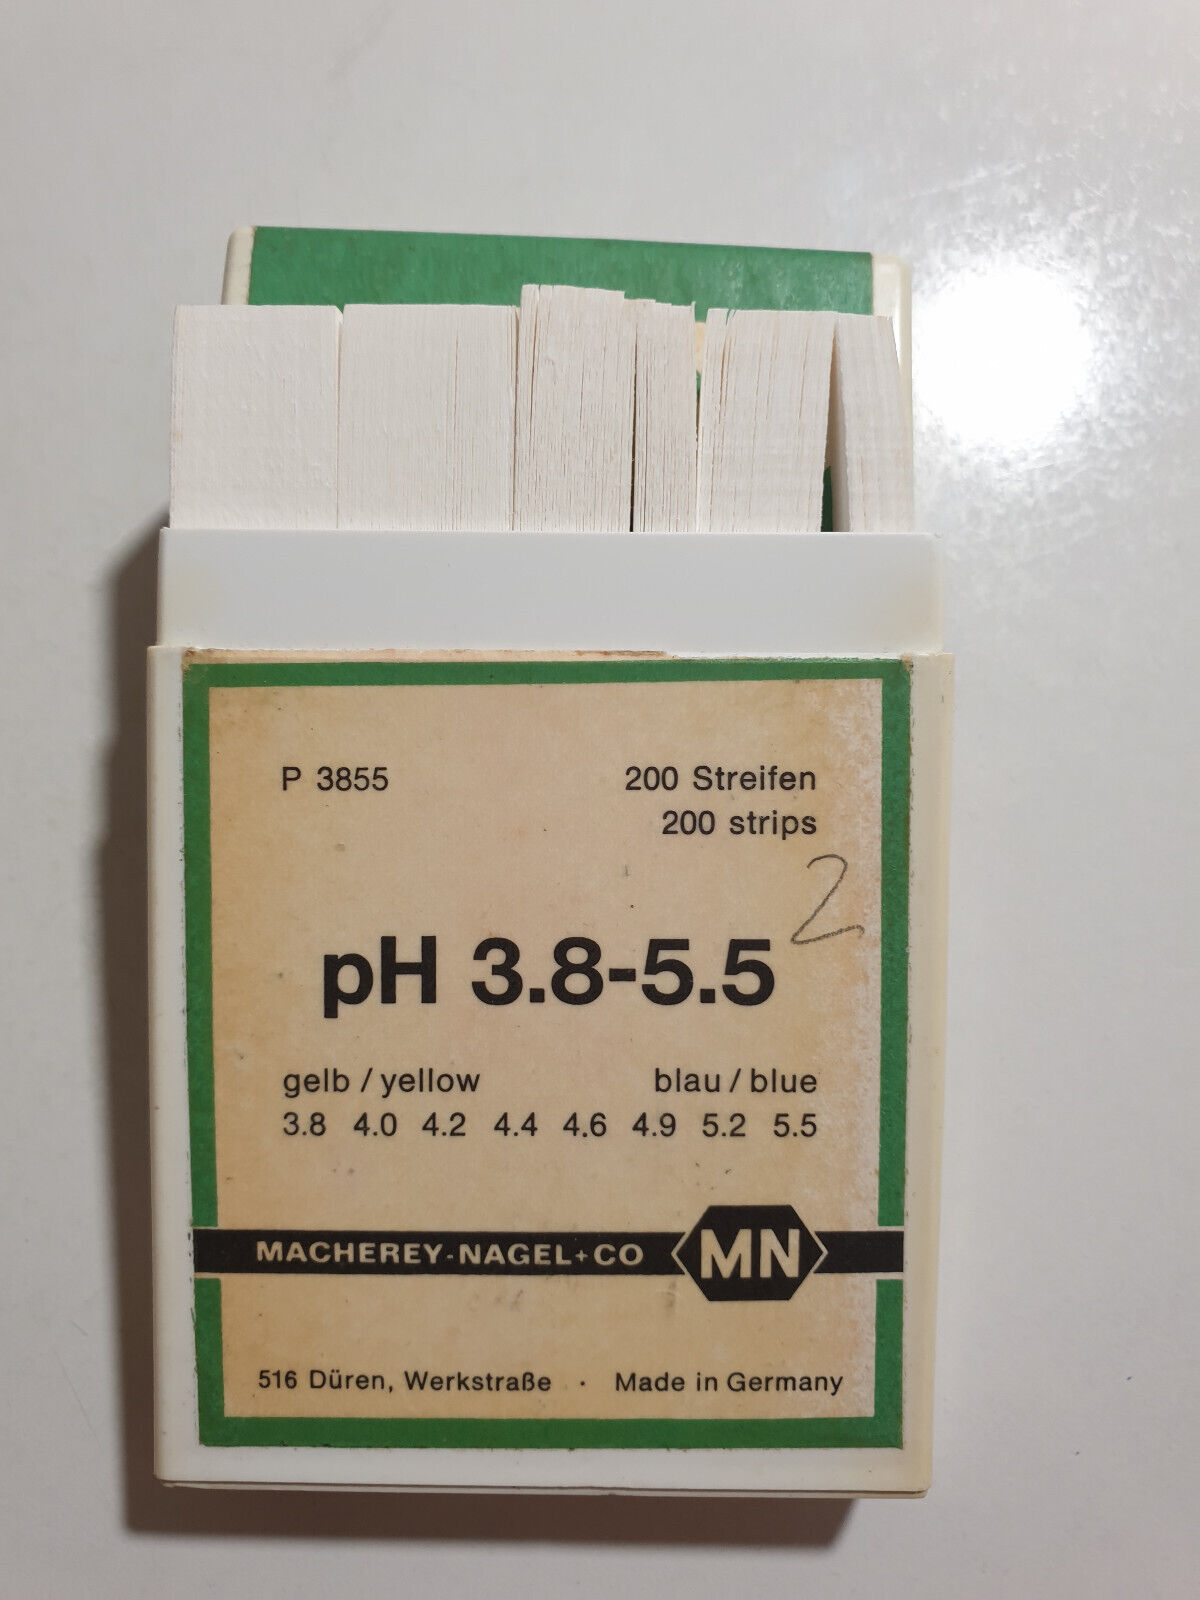 P 3855 200 Streifen
200 strips
2
pH 3.8-5.5
gelb / yellow blau / blue
3.8 4.0 4.2 4.4 4.6 4.9 5.2 5.5
MACHEREY-NAGEL+CO MN
516 Düren, Werkstraße · Made in Germany